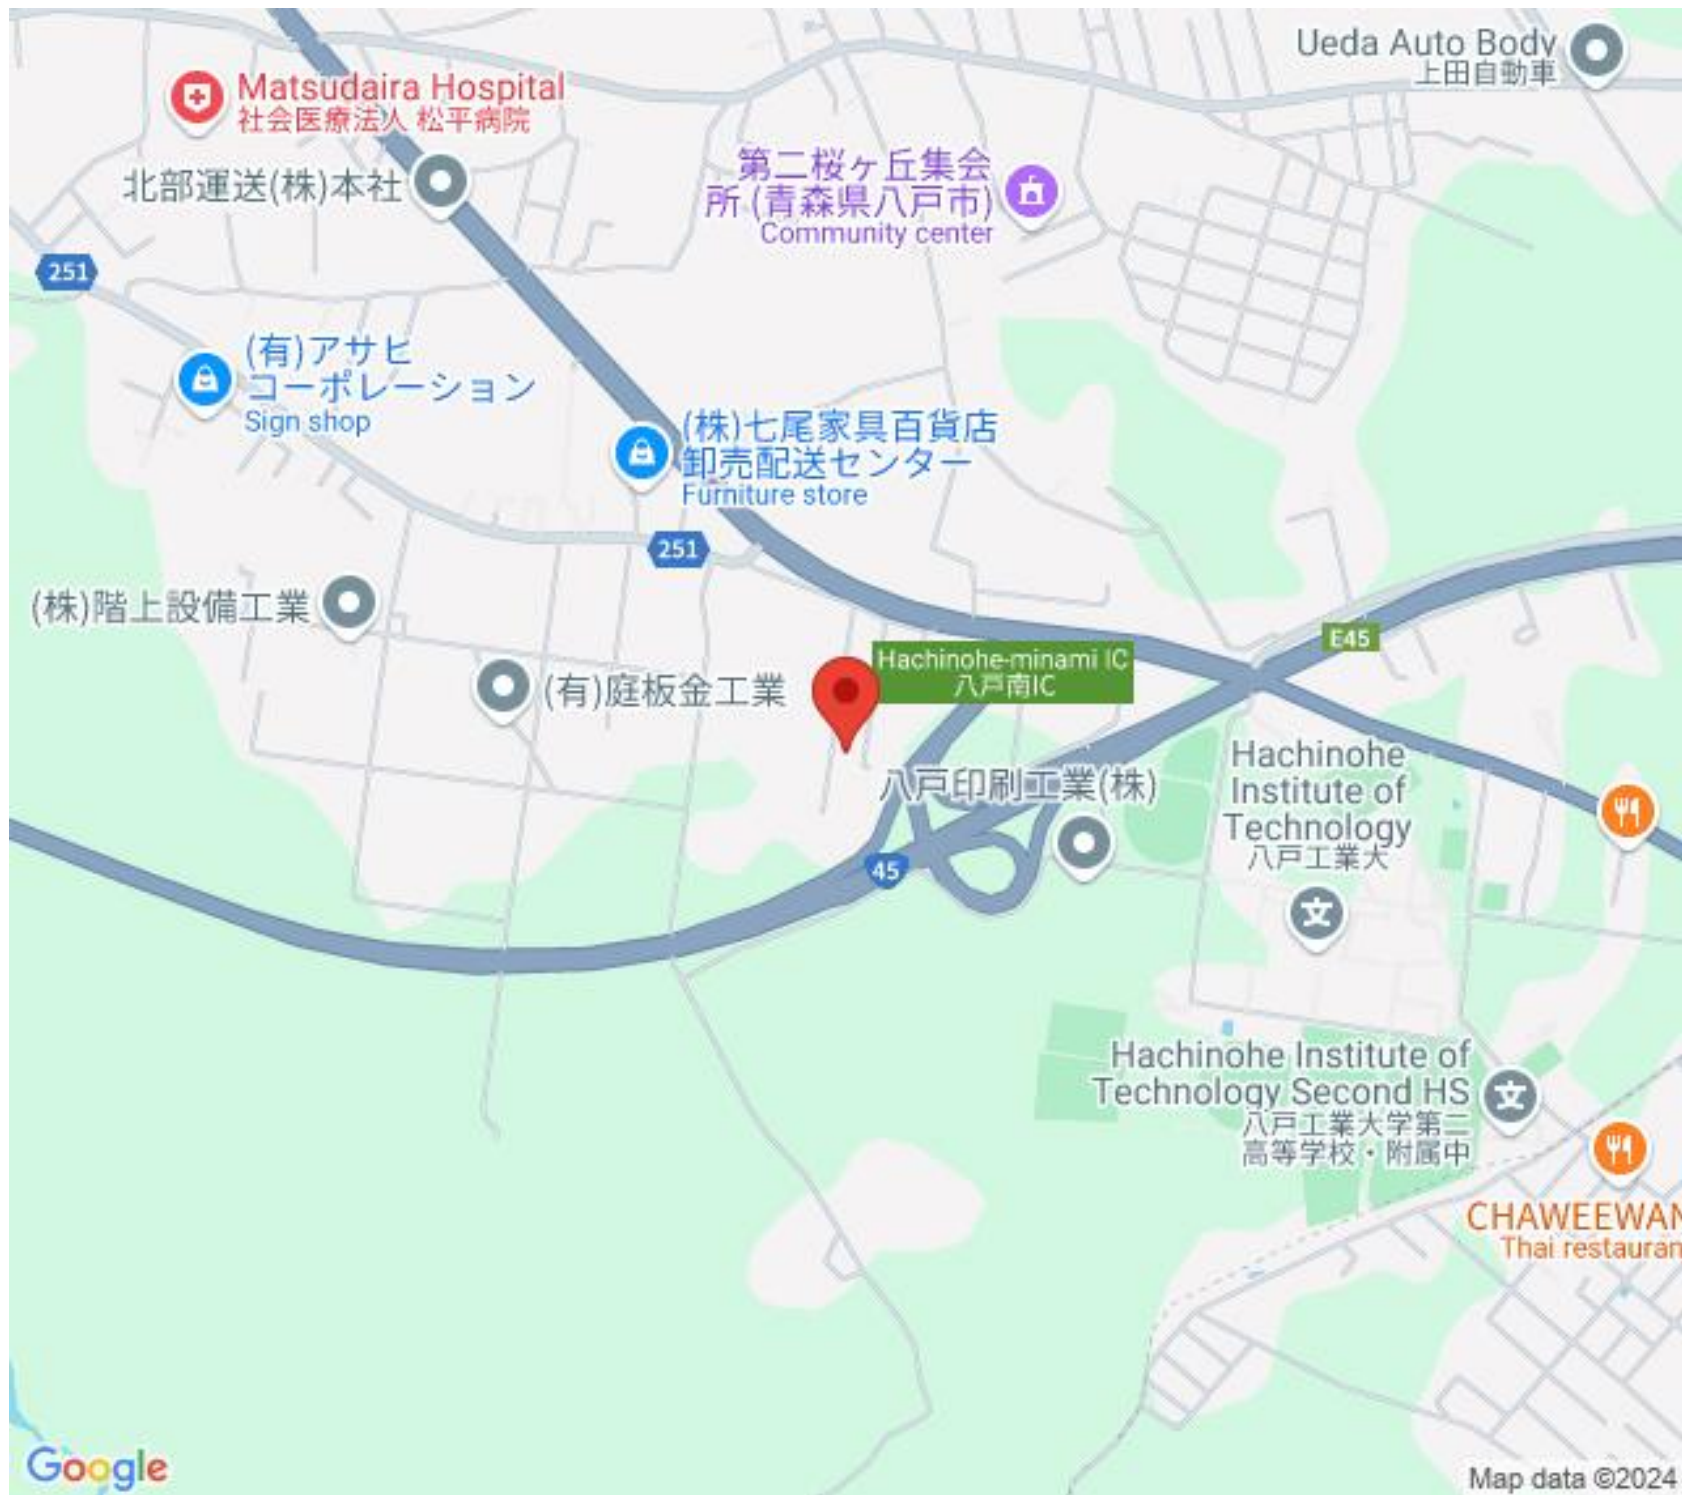 Ueda Auto Body
上田自動車
Matsudaira Hospital
社会医療法人 松平病院
北部運送(株)本社
第二桜ヶ丘集会
所 (青森県八戸市)
Community center
251
(有)アサヒ
コーポレーション
Sign shop
(株)七尾家具百貨店
卸売配送センター
Furniture store
251
(株)階上設備工業
E45
Hachinohe-minami IC
八戸南IC
(有)庭板金工業
Hachinohe
Institute of
Technology
八戸工業大
八戸印刷工業(株)
45
文
Hachinohe Institute of
Technology Second HS
八戸工業大学第二
高等学校・附属中
文
CHAWEEWAN
Thai restauran
Google
Map data ©2024